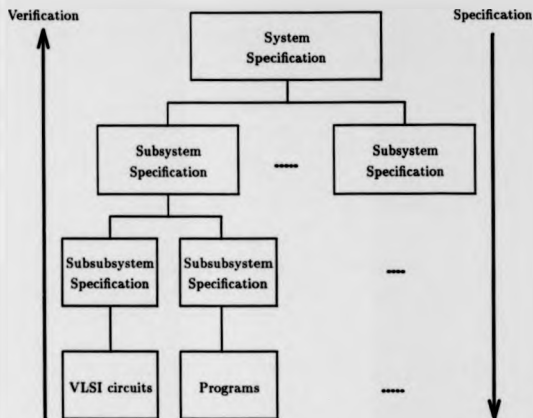 Verification
Specification
System
Specification
Subsystem
Specification
.....
Subsystem
Specification
Subsubsystem
Specification
Subsubsystem
Specification
....
VLSI circuits
Programs
.....